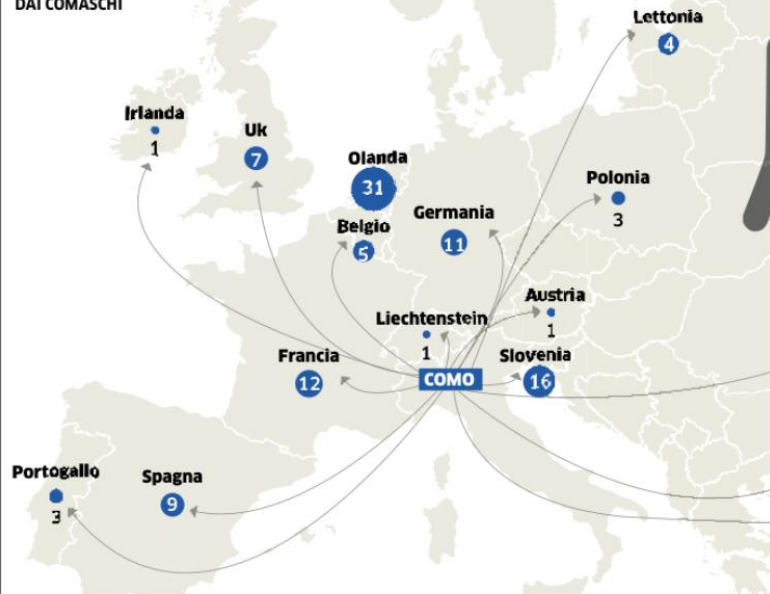 DAI COMASCHI
Lettonia
4
Irlanda
1
Uk
7
Olanda
31
Polonia
3
Germania
11
Belgio
5
Austria
1
Liechtenstein
1
Slovenia
16
Francia
12
COMO
Portogallo
3
Spagna
9